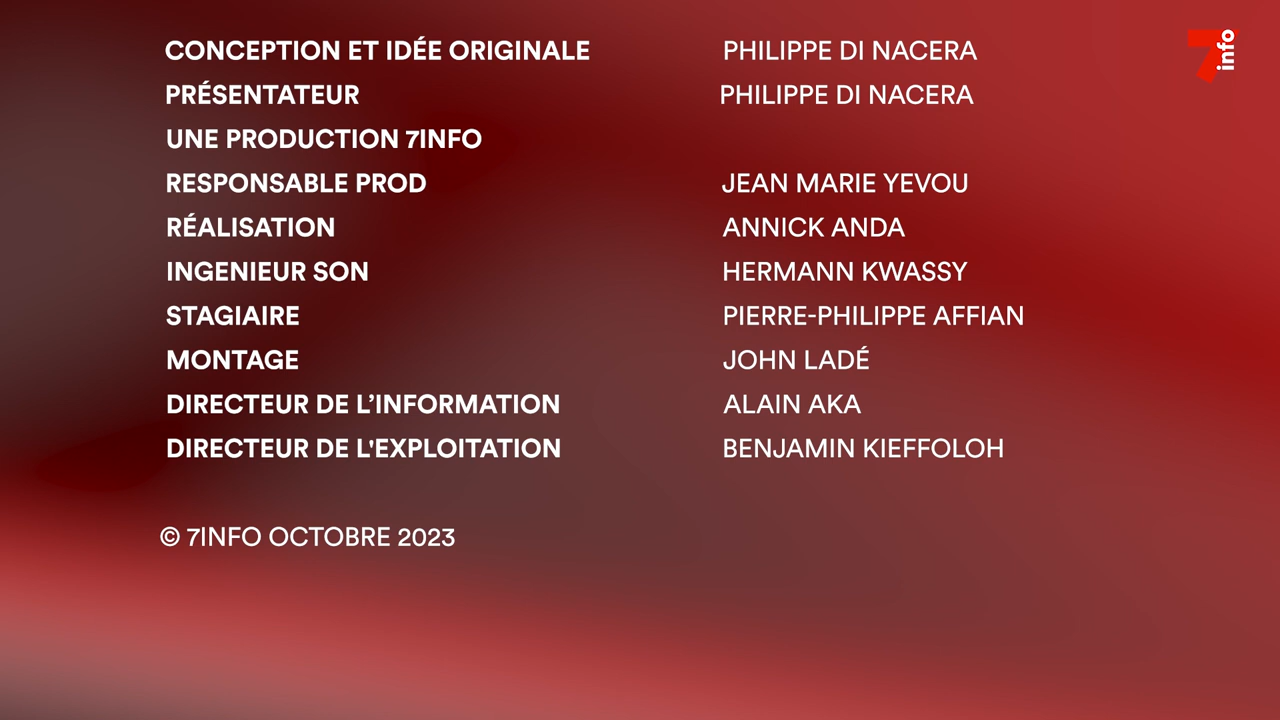 CONCEPTION ET IDÉE ORIGINALE PHILIPPE DI NACERA
PRÉSENTATEUR PHILIPPE DI NACERA
UNE PRODUCTION 7INFO
RESPONSABLE PROD JEAN MARIE YEVOU
RÉALISATION ANNICK ANDA
INGENIEUR SON HERMANN KWASSY
STAGIAIRE PIERRE-PHILIPPE AFFIAN
MONTAGE JOHN LADÉ
DIRECTEUR DE L’INFORMATION ALAIN AKA
DIRECTEUR DE L'EXPLOITATION BENJAMIN KIEFFOLOH
© 7INFO OCTOBRE 2023
7info